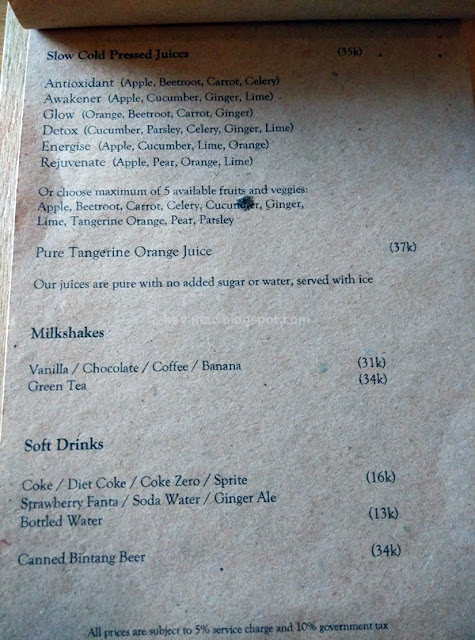 Slow Cold Pressed Juices (35k)
Antioxidant (Apple, Beetroot, Carrot, Celery)
Awakener (Apple, Cucumber, Ginger, Lime)
Glow (Orange, Beetroot, Carrot, Ginger)
Detox (Cucumber, Parsley, Celery, Ginger, Lime)
Energise (Apple, Cucumber, Lime, Orange)
Rejuvenate (Apple, Pear, Orange, Lime)
Or choose maximum of 5 available fruits and veggies:
Apple, Beetroot, Carrot, Celery, Cucumber, Ginger,
Lime, Tangerine Orange, Pear, Parsley
Pure Tangerine Orange Juice (37k)
Our juices are pure with no added sugar or water, served with ice
Milkshakes
Vanilla / Chocolate / Coffee / Banana (31k)
Green Tea (34k)
Soft Drinks
Coke / Diet Coke / Coke Zero / Sprite (16k)
Strawberry Fanta / Soda Water / Ginger Ale
Bottled Water (13k)
Canned Bintang Beer (34k)
All prices are subject to 5% service charge and 10% government tax